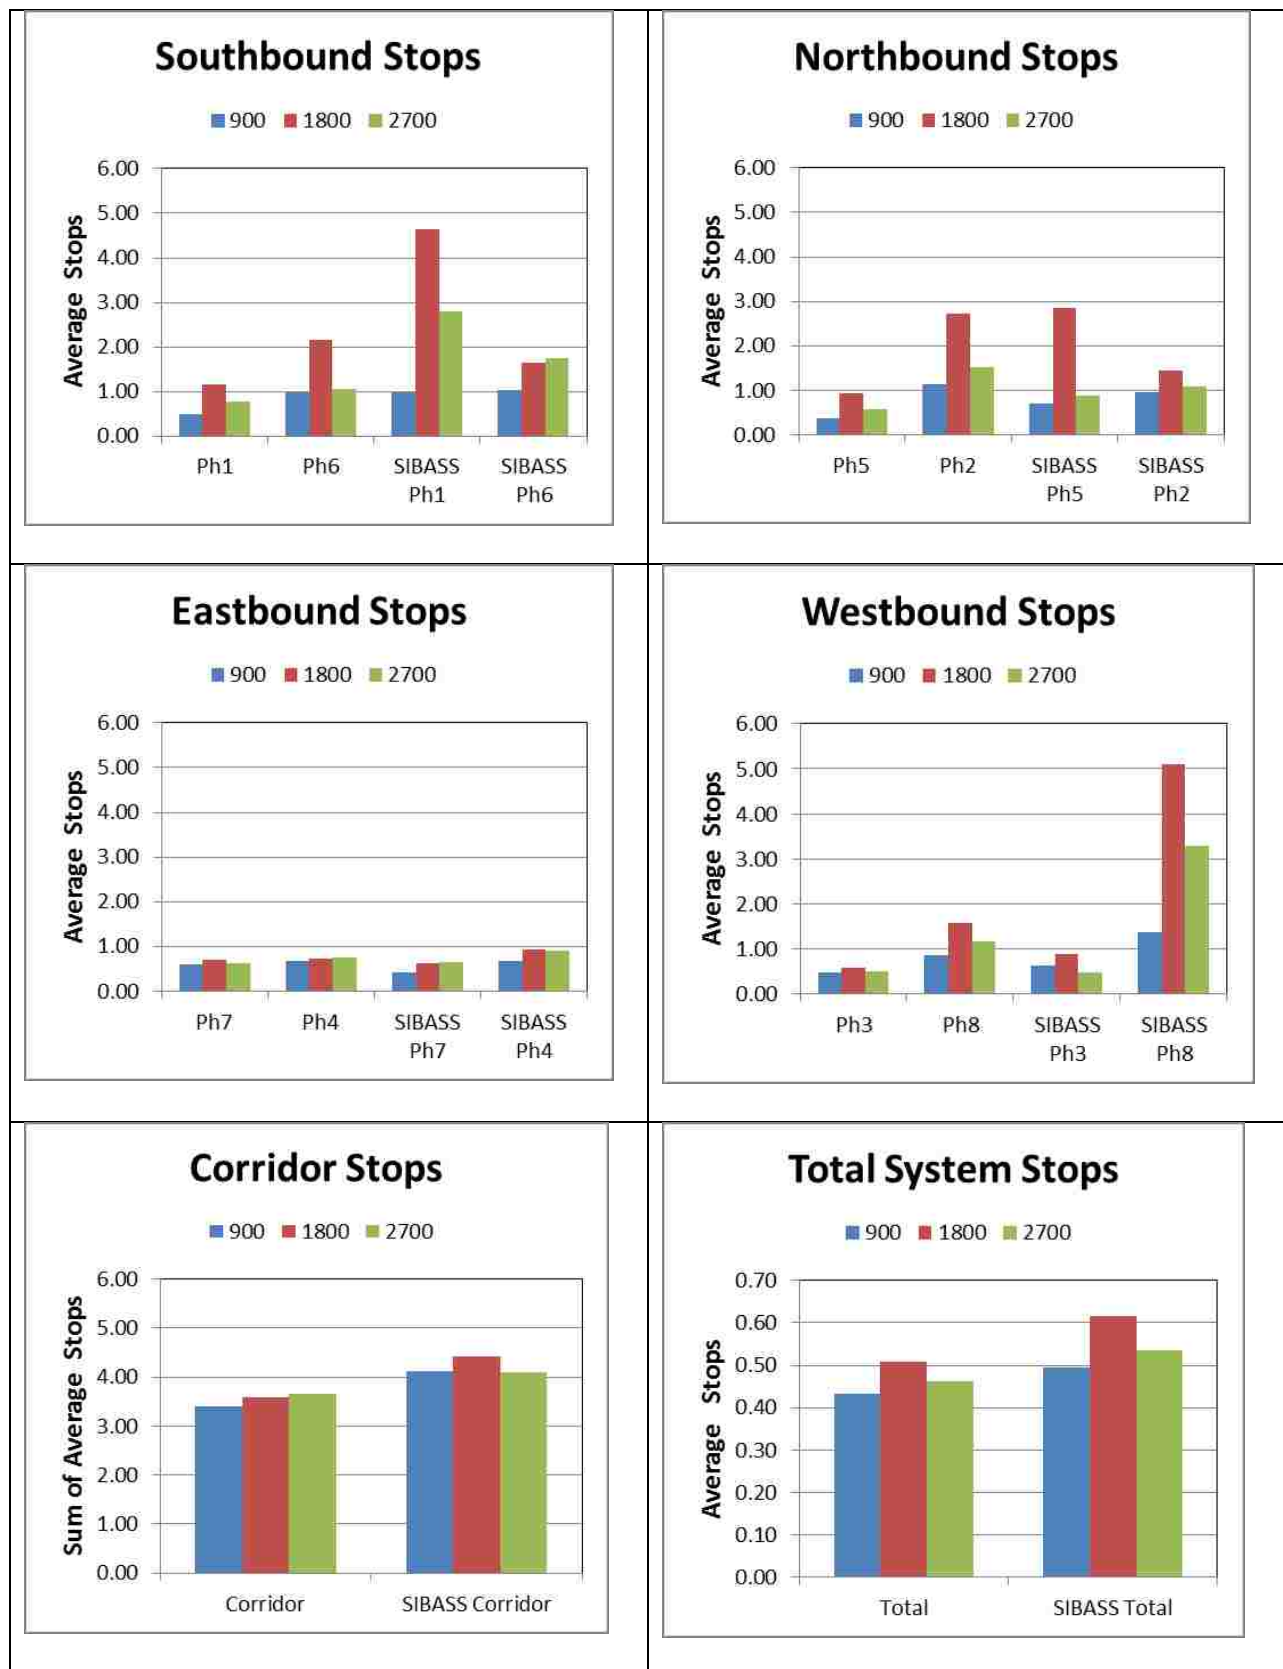 Southbound Stops
900 1800 2700
Average Stops
6.00
5.00
4.00
3.00
2.00
1.00
0.00
Ph1 Ph6 SIBASS Ph1 SIBASS Ph6
Northbound Stops
900 1800 2700
Average Stops
6.00
5.00
4.00
3.00
2.00
1.00
0.00
Ph5 Ph2 SIBASS Ph5 SIBASS Ph2
Eastbound Stops
900 1800 2700
Average Stops
6.00
5.00
4.00
3.00
2.00
1.00
0.00
Ph7 Ph4 SIBASS Ph7 SIBASS Ph4
Westbound Stops
900 1800 2700
Average Stops
6.00
5.00
4.00
3.00
2.00
1.00
0.00
Ph3 Ph8 SIBASS Ph3 SIBASS Ph8
Corridor Stops
900 1800 2700
Sum of Average Stops
6.00
5.00
4.00
3.00
2.00
1.00
0.00
Corridor SIBASS Corridor
Total System Stops
900 1800 2700
Average Stops
0.70
0.60
0.50
0.40
0.30
0.20
0.10
0.00
Total SIBASS Total